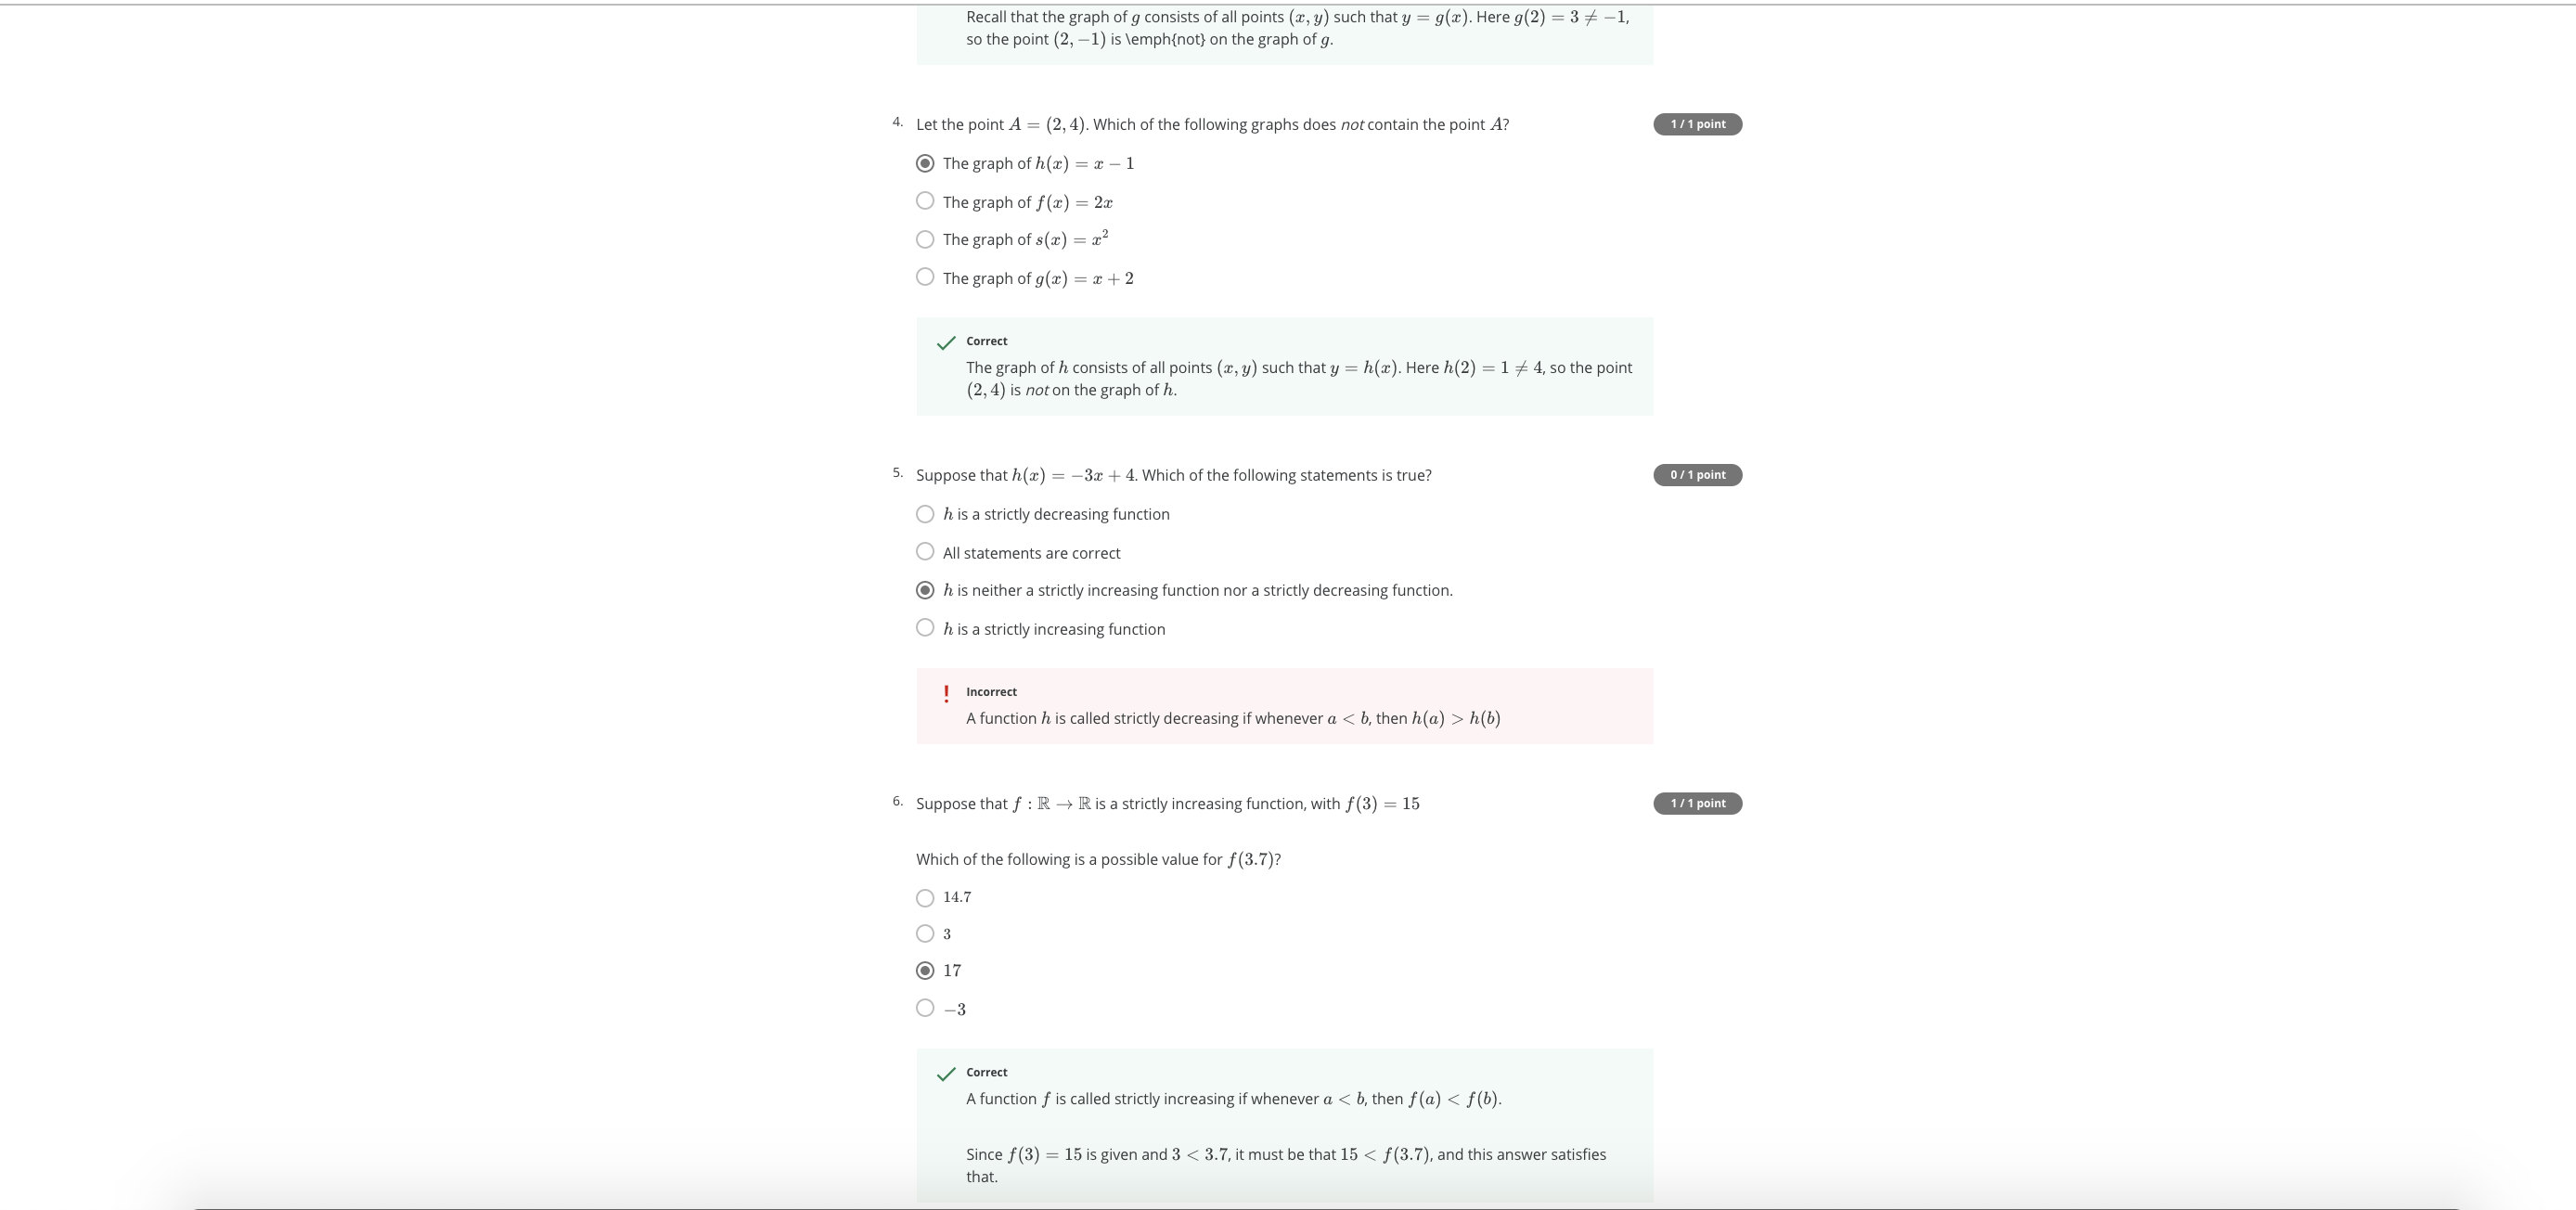 Recall that the graph of g consists of all points (x, y) such that y = g(x). Here g(2) = 3 ≠ −1,
so the point (2, −1) is \emph{not} on the graph of g.
4. Let the point A = (2, 4). Which of the following graphs does not contain the point A?
1 / 1 point
The graph of h(x) = x − 1
The graph of f(x) = 2x
The graph of s(x) = x²
The graph of g(x) = x + 2
Correct
The graph of h consists of all points (x, y) such that y = h(x). Here h(2) = 1 ≠ 4, so the point
(2, 4) is not on the graph of h.
5. Suppose that h(x) = −3x + 4. Which of the following statements is true?
0 / 1 point
h is a strictly decreasing function
All statements are correct
h is neither a strictly increasing function nor a strictly decreasing function.
h is a strictly increasing function
! Incorrect
A function h is called strictly decreasing if whenever a < b, then h(a) > h(b)
6. Suppose that f : ℝ → ℝ is a strictly increasing function, with f(3) = 15
1 / 1 point
Which of the following is a possible value for f(3.7)?
14.7
3
17
−3
Correct
A function f is called strictly increasing if whenever a < b, then f(a) < f(b).
Since f(3) = 15 is given and 3 < 3.7, it must be that 15 < f(3.7), and this answer satisfies
that.